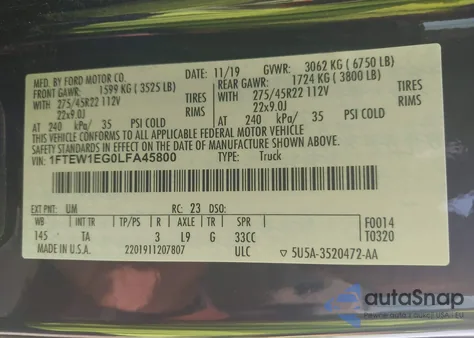 MFD. BY FORD MOTOR CO.
DATE: 11/19 GVWR: 3062 KG ( 6750 LB)
FRONT GAWR: 1599 KG ( 3525 LB) REAR GAWR: 1724 KG ( 3800 LB)
WITH 275/45R22 112V TIRES WITH 275/45R22 112V TIRES
22x9.0J RIMS 22x9.0J RIMS
AT 240 kPa/ 35 PSI COLD AT 240 kPa/ 35 PSI COLD
THIS VEHICLE CONFORMS TO ALL APPLICABLE FEDERAL MOTOR VEHICLE
SAFETY STANDARDS IN EFFECT ON THE DATE OF MANUFACTURE SHOWN ABOVE.
VIN: 1FTEW1EG0LFA45800 TYPE: Truck
EXT PNT: UM RC: 23 DSO:
WB INT TR TP/PS R AXLE TR SPR F0014
145 TA 3 L9 G 33CC T0320
MADE IN U.S.A. 2201911207807 ULC ▽ 5U5A-3520472-AA
autaSnap